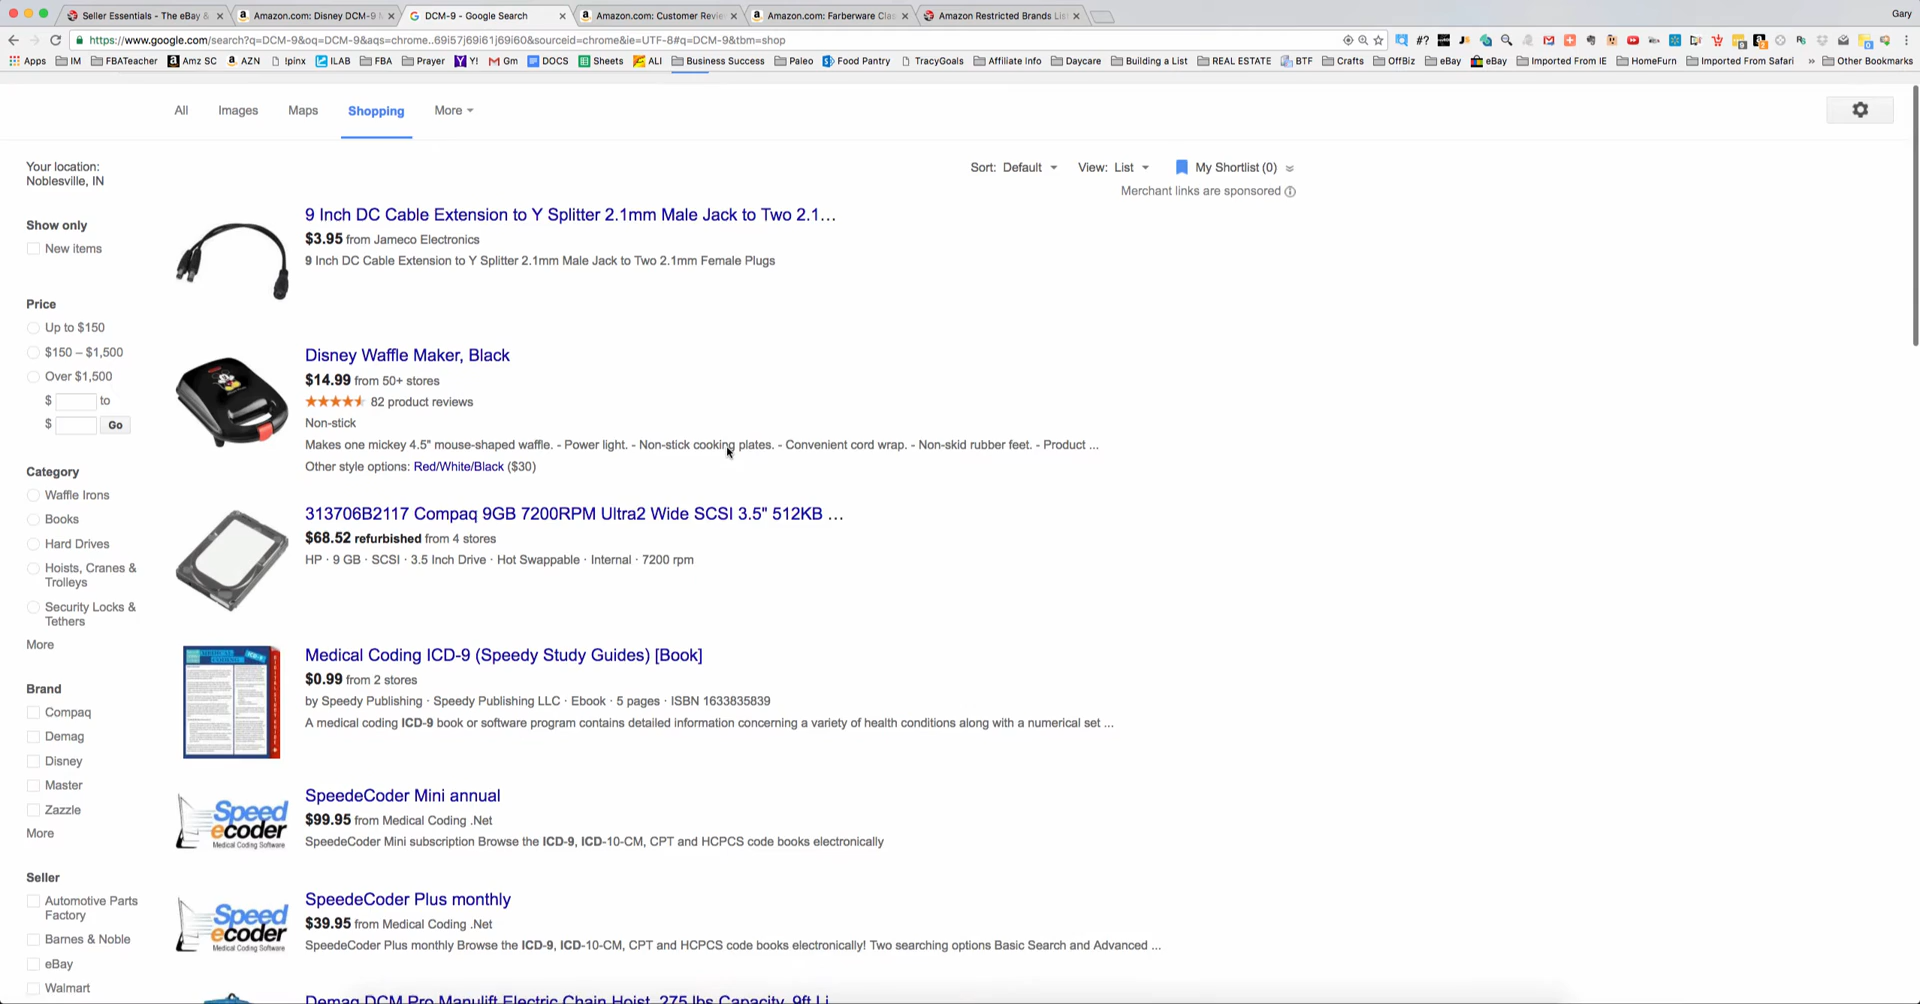 Seller Essentials - The eBay &
Amazon.com: Disney DCM-9
DCM-9 - Google Search
Amazon.com: Customer Revie
Amazon.com: Farberware Clas
Amazon Restricted Brands Lis
Gary
https://www.google.com/search?q=DCM-9&oq=DCM-9&aqs=chrome..69i57j69i61j69i60&sourceid=chrome&ie=UTF-8#q=DCM-9&tbm=shop
Apps IM FBATeacher Amz SC AZN !pinx ILAB FBA Prayer Y! Gm DOCS Sheets ALI Business Success Paleo Food Pantry TracyGoals Affiliate Info Daycare Building a List REAL ESTATE BTF Crafts OffBiz eBay eBay Imported From IE HomeFurn Imported From Safari » Other Bookmarks
All Images Maps Shopping More
Your location:
Noblesville, IN
Sort: Default View: List My Shortlist (0)
Merchant links are sponsored
Show only
New items
Price
Up to $150
$150 – $1,500
Over $1,500
$ to
$ Go
Category
Waffle Irons
Books
Hard Drives
Hoists, Cranes &
Trolleys
Security Locks &
Tethers
More
Brand
Compaq
Demag
Disney
Master
Zazzle
More
Seller
Automotive Parts
Factory
Barnes & Noble
eBay
Walmart
9 Inch DC Cable Extension to Y Splitter 2.1mm Male Jack to Two 2.1...
$3.95 from Jameco Electronics
9 Inch DC Cable Extension to Y Splitter 2.1mm Male Jack to Two 2.1mm Female Plugs
Disney Waffle Maker, Black
$14.99 from 50+ stores
82 product reviews
Non-stick
Makes one mickey 4.5" mouse-shaped waffle. - Power light. - Non-stick cooking plates. - Convenient cord wrap. - Non-skid rubber feet. - Product ...
Other style options: Red/White/Black ($30)
313706B2117 Compaq 9GB 7200RPM Ultra2 Wide SCSI 3.5" 512KB ...
$68.52 refurbished from 4 stores
HP · 9 GB · SCSI · 3.5 Inch Drive · Hot Swappable · Internal · 7200 rpm
Medical Coding ICD-9 (Speedy Study Guides) [Book]
$0.99 from 2 stores
by Speedy Publishing · Speedy Publishing LLC · Ebook · 5 pages · ISBN 1633835839
A medical coding ICD-9 book or software program contains detailed information concerning a variety of health conditions along with a numerical set ...
Speed
ecoder
Medical Coding Software
SpeedeCoder Mini annual
$99.95 from Medical Coding .Net
SpeedeCoder Mini subscription Browse the ICD-9, ICD-10-CM, CPT and HCPCS code books electronically
Speed
ecoder
Medical Coding Software
SpeedeCoder Plus monthly
$39.95 from Medical Coding .Net
SpeedeCoder Plus monthly Browse the ICD-9, ICD-10-CM, CPT and HCPCS code books electronically! Two searching options Basic Search and Advanced ...
Demag DCM Pro Manulift Electric Chain Hoist, 275 lbs Capacity, 9ft Li